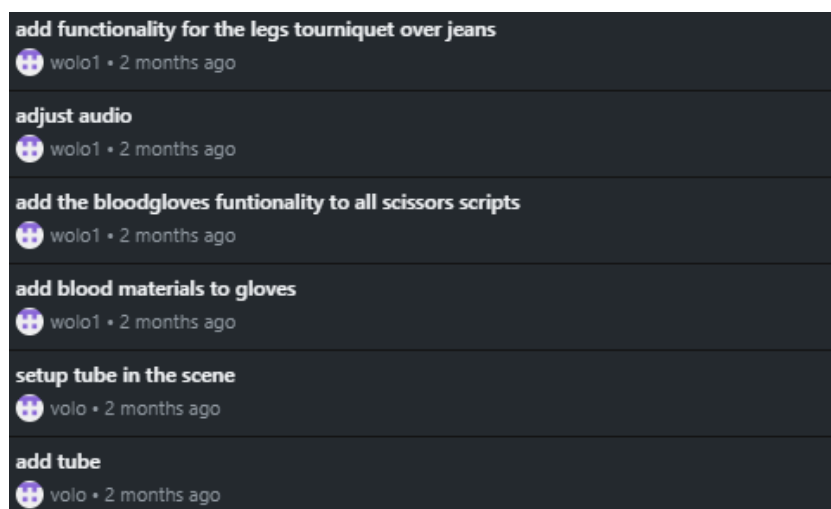 add functionality for the legs tourniquet over jeans
wolo1 • 2 months ago
adjust audio
wolo1 • 2 months ago
add the bloodgloves funtionality to all scissors scripts
wolo1 • 2 months ago
add blood materials to gloves
wolo1 • 2 months ago
setup tube in the scene
volo • 2 months ago
add tube
volo • 2 months ago